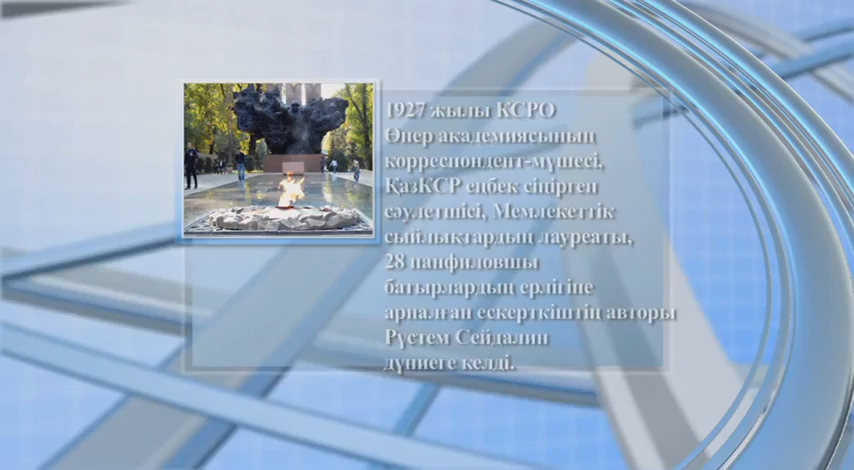 1927 жылы КСРО
Өнер академиясының
корреспондент-мүшесі,
ҚазКСР еңбек сіңірген
сәулетшісі, Мемлекеттік
сыйлықтардың лауреаты,
28 панфиловшы
батырлардың ерлігіне
арналған ескерткіштің авторы
Рүстем Сейдалин
дүниеге келді.